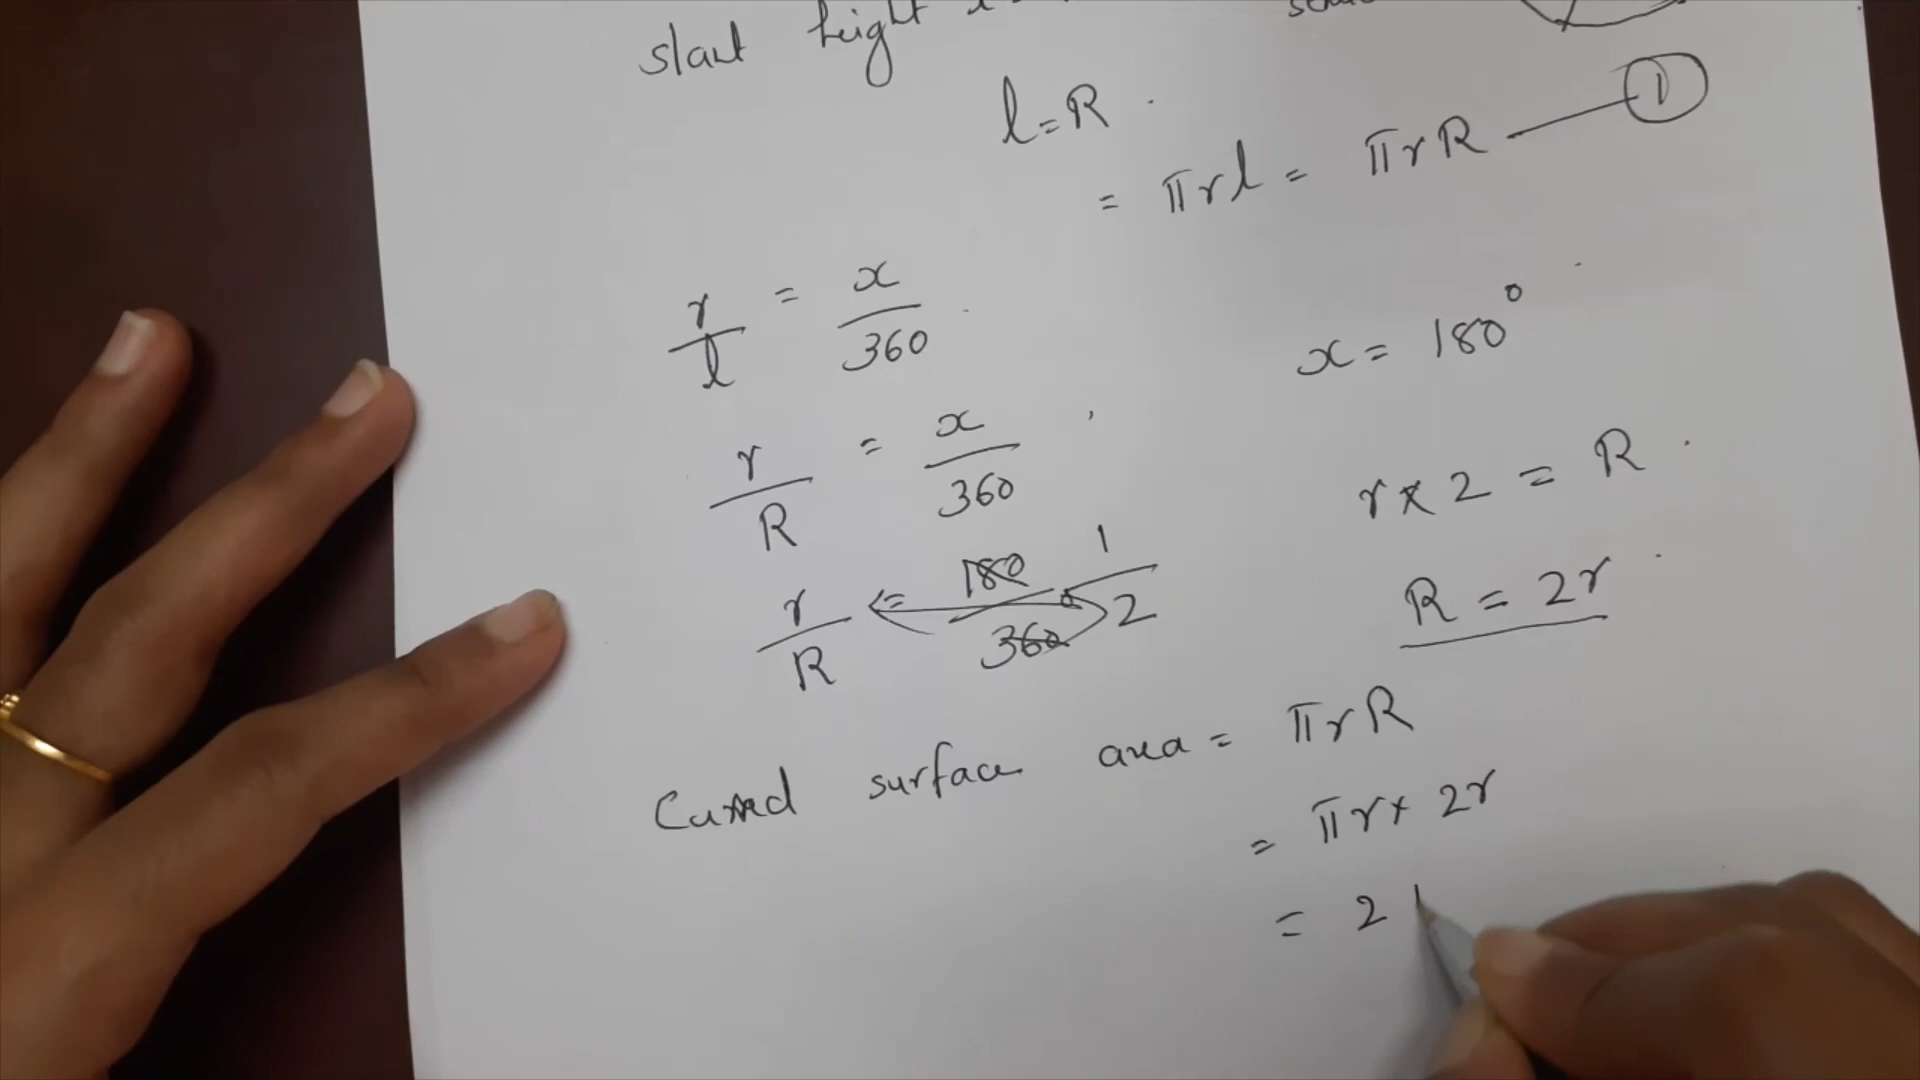 slant height
l = R
= πrl = πrR — ①
r/l = x/360
x = 180°
r/R = x/360
r × 2 = R
r/R = 180/360 1/2
R = 2r
Curved surface area = πrR
= πr × 2r
= 2